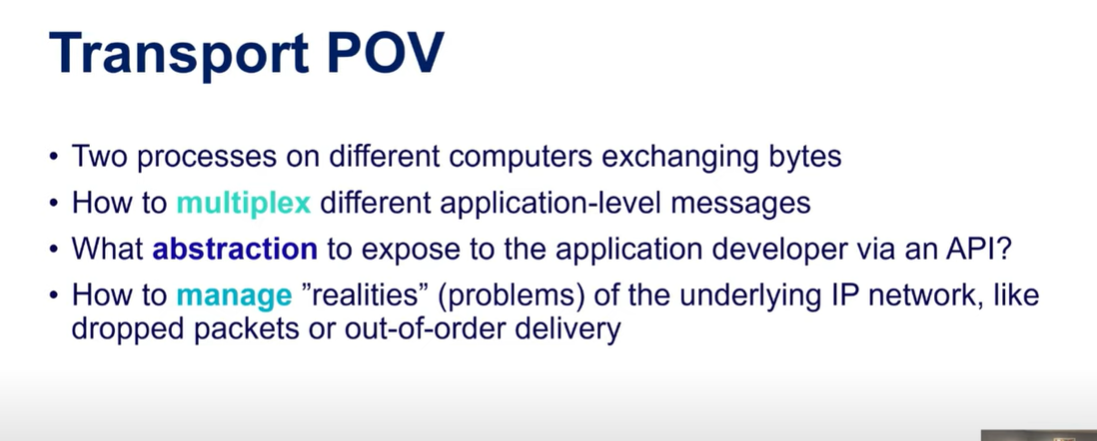 Transport POV
• Two processes on different computers exchanging bytes
• How to multiplex different application-level messages
• What abstraction to expose to the application developer via an API?
• How to manage ”realities” (problems) of the underlying IP network, like
dropped packets or out-of-order delivery